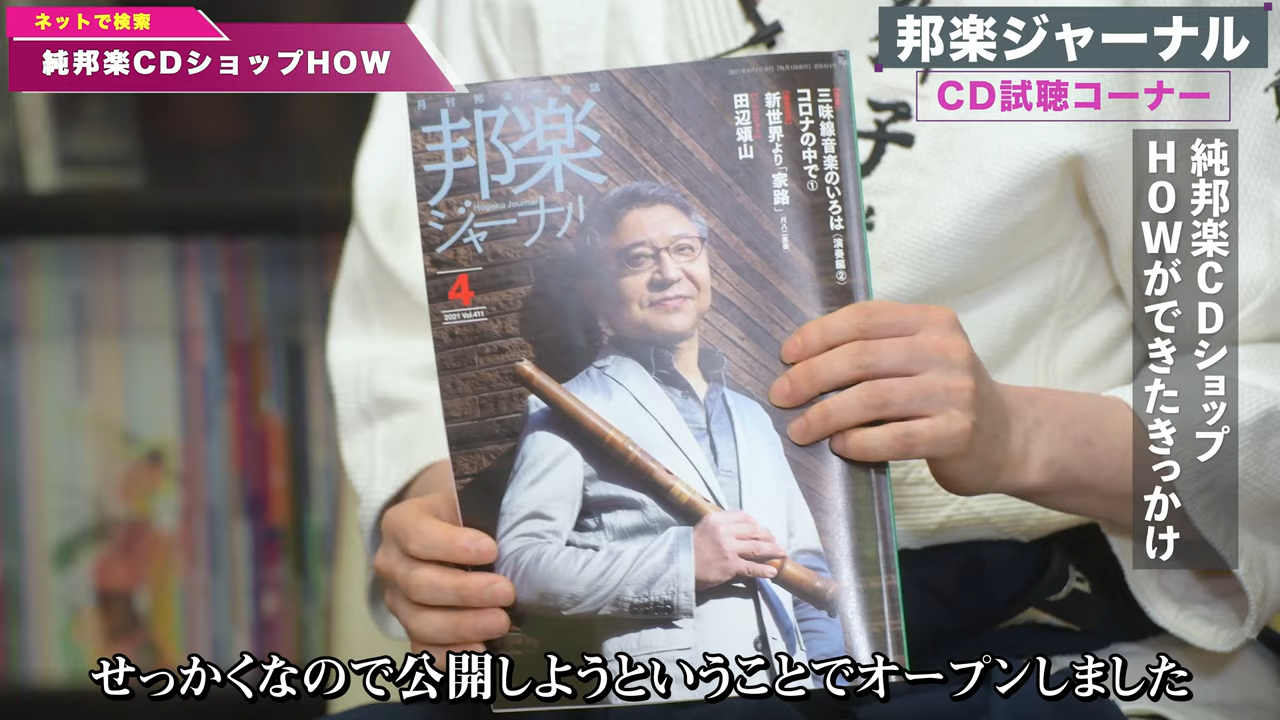 ネットで検索
純邦楽CDショップHOW
邦楽ジャーナル
CD試聴コーナー
純邦楽CDショップ
HOWができたきっかけ
邦楽
ジャーナル
Hōgaku Journal
4
2021 Vol.411
三味線音楽のいろは(演奏編②)
コロナの中で①
新世界より「家路」
田辺頌山
せっかくなので公開しようということでオープンしました